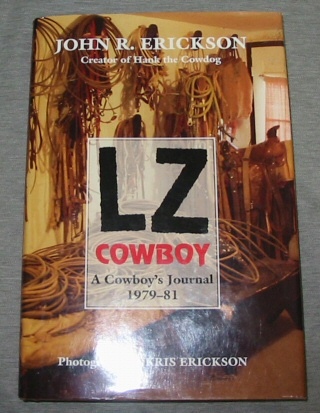 JOHN R. ERICKSON
Creator of Hank the Cowdog
LZ
COWBOY
A Cowboy's Journal
1979–81
KRIS ERICKSON